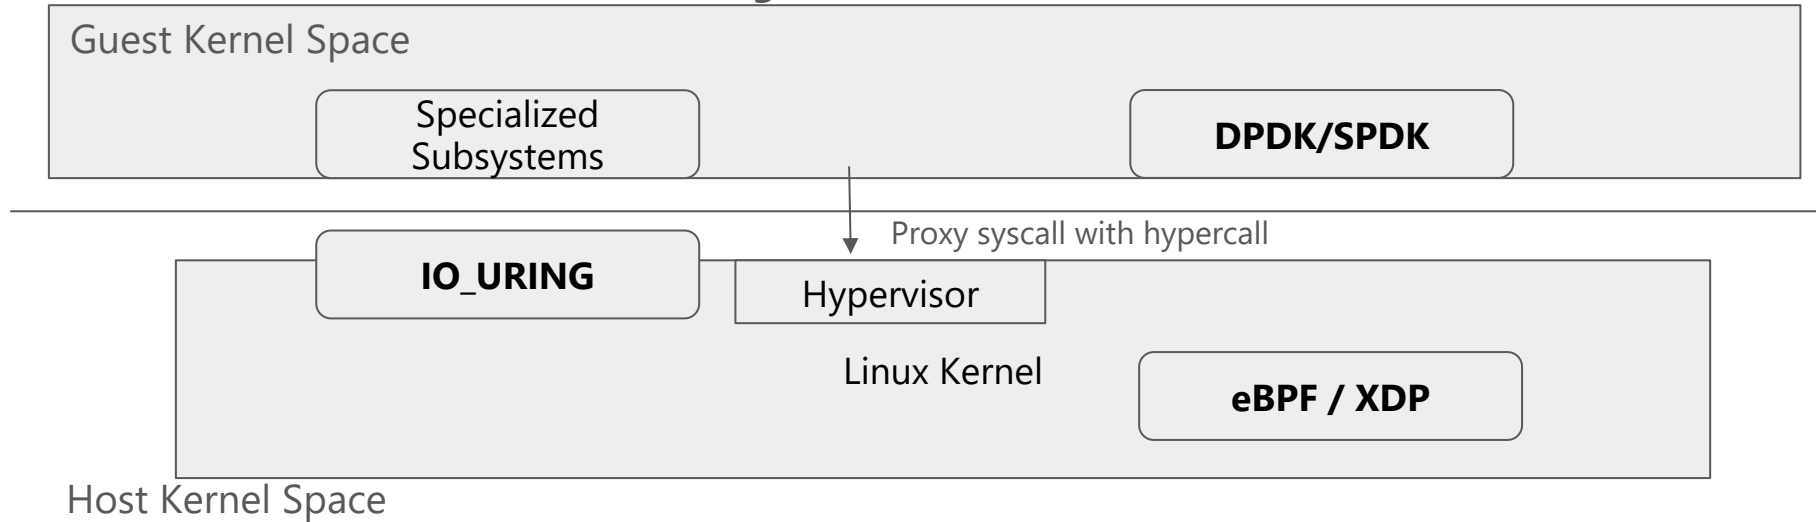 Guest Kernel Space
Specialized
Subsystems
DPDK/SPDK
Proxy syscall with hypercall
IO_URING
Hypervisor
Linux Kernel
eBPF / XDP
Host Kernel Space